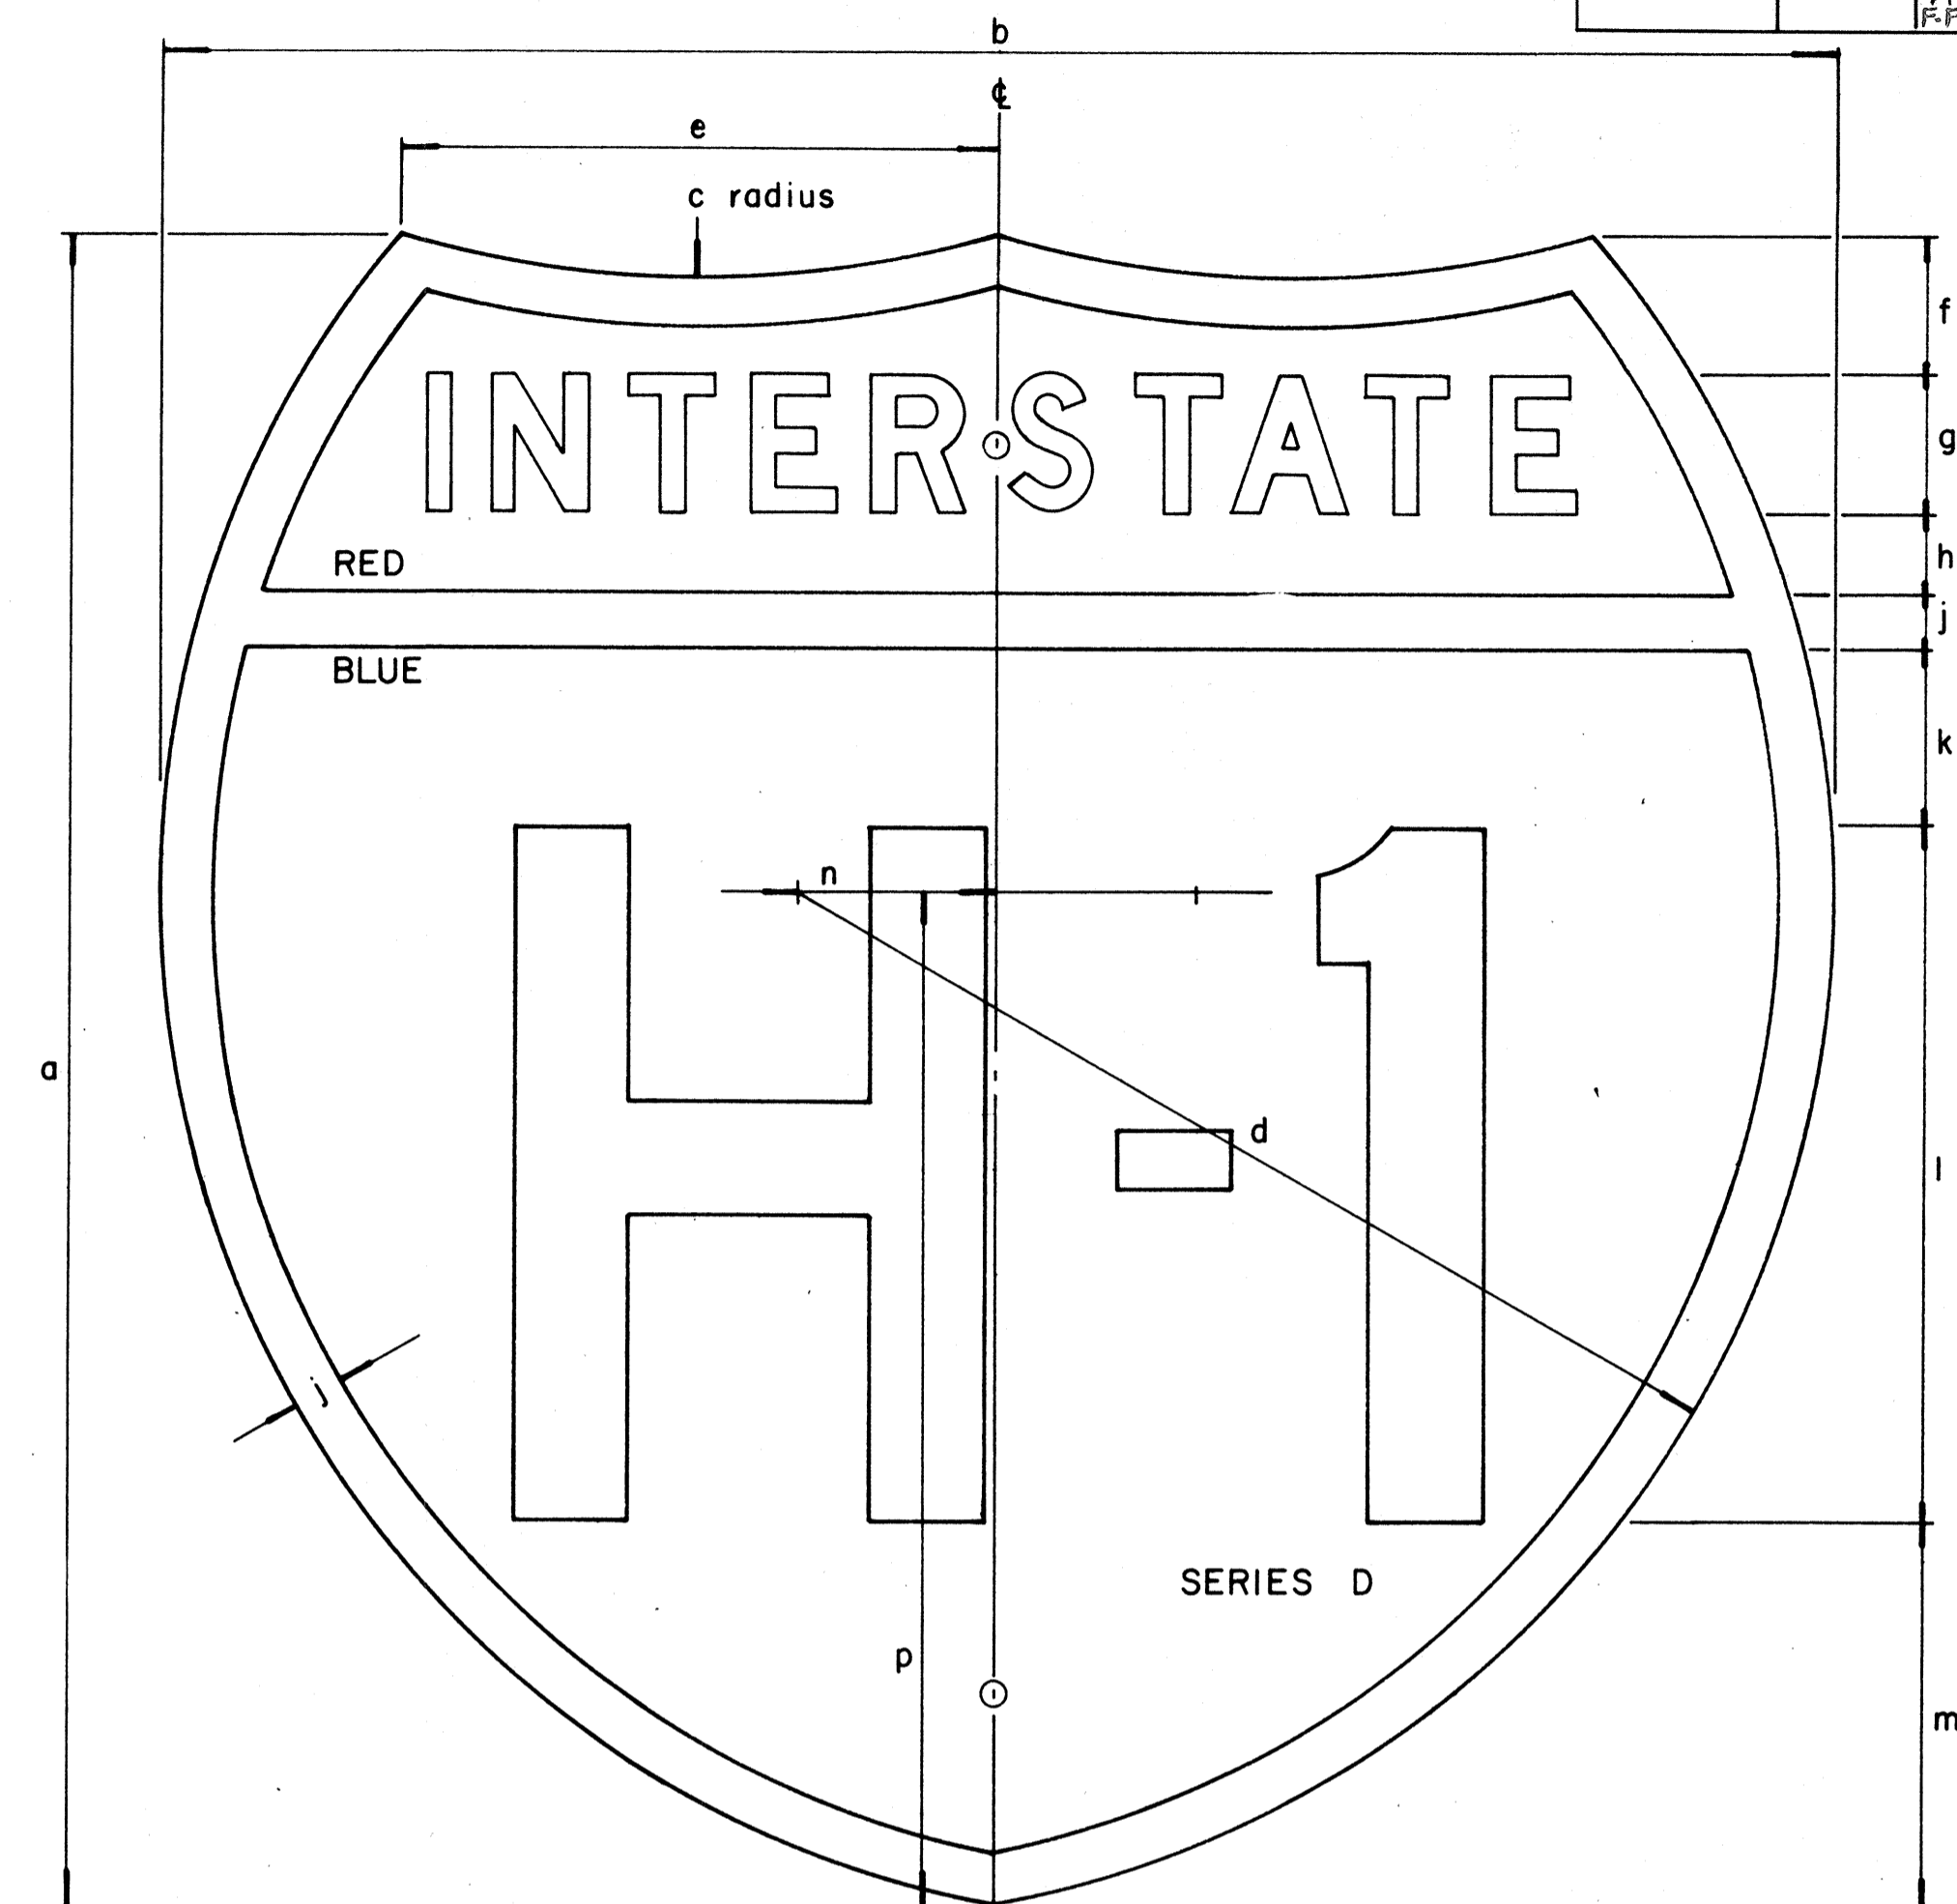 b
℄
e
c radius
f
INTERSTATE
g
RED
h
j
BLUE
k
n
H-1
a
d
l
j
SERIES D
p
m